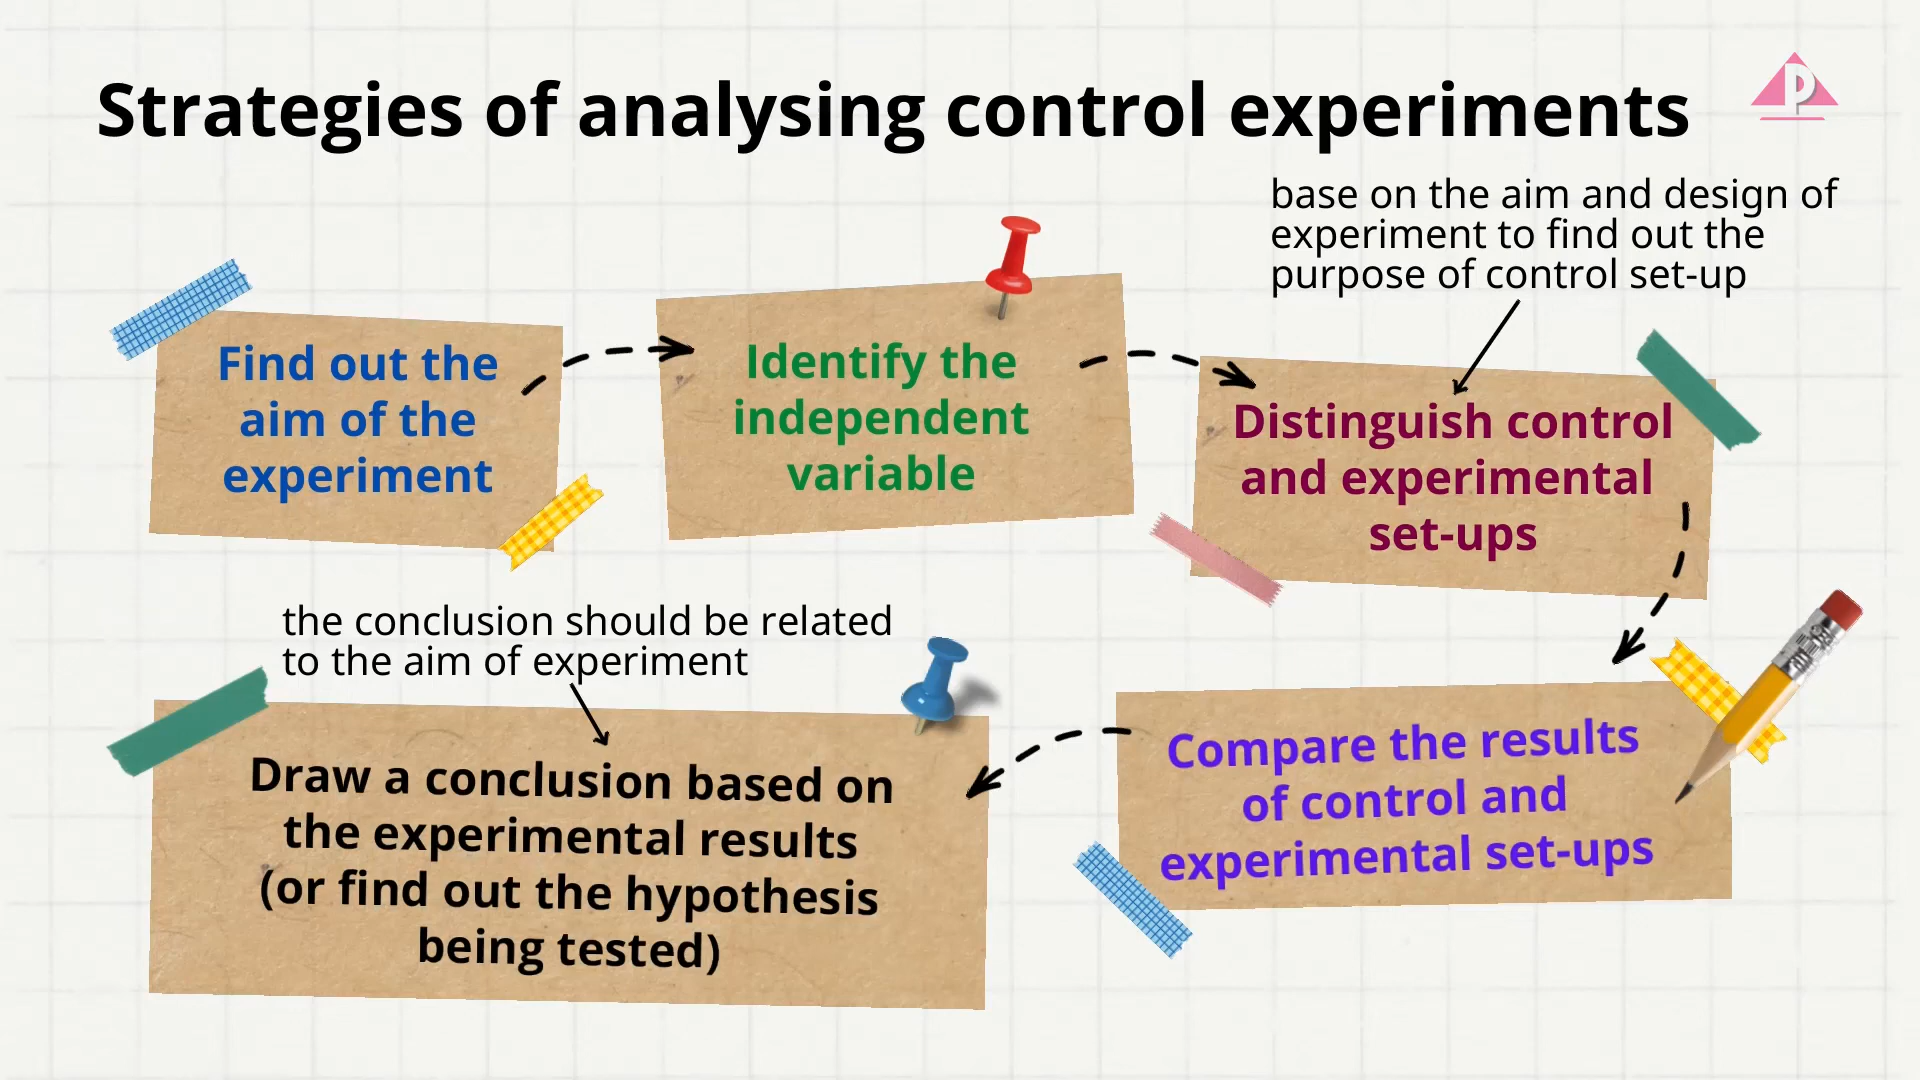 Strategies of analysing control experiments
P
base on the aim and design of
experiment to find out the
purpose of control set-up
Find out the
aim of the
experiment
Identify the
independent
variable
Distinguish control
and experimental
set-ups
the conclusion should be related
to the aim of experiment
Compare the results
of control and
experimental set-ups
Draw a conclusion based on
the experimental results
(or find out the hypothesis
being tested)